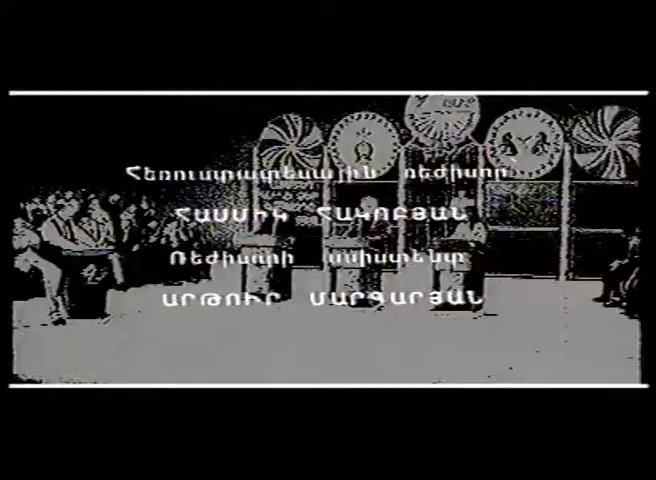 Հեռուստատեսային ռեժիսոր
ՀԱՍՄԻԿ ՀԱԿՈԲՅԱՆ
Ռեժիսորի ասիստենտ
ԱՐԹՈՒՐ ՄԱՐԳԱՐՅԱՆ